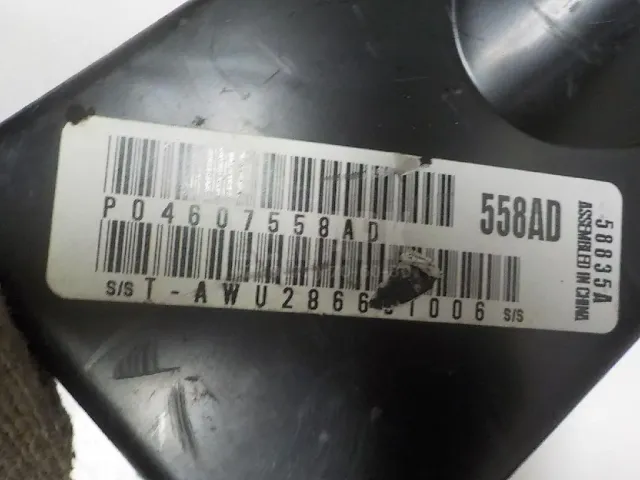 P04607558AD
558AD
S/S T-AWU2866 1006 S/S
58835A
ASSEMBLED IN CHINA